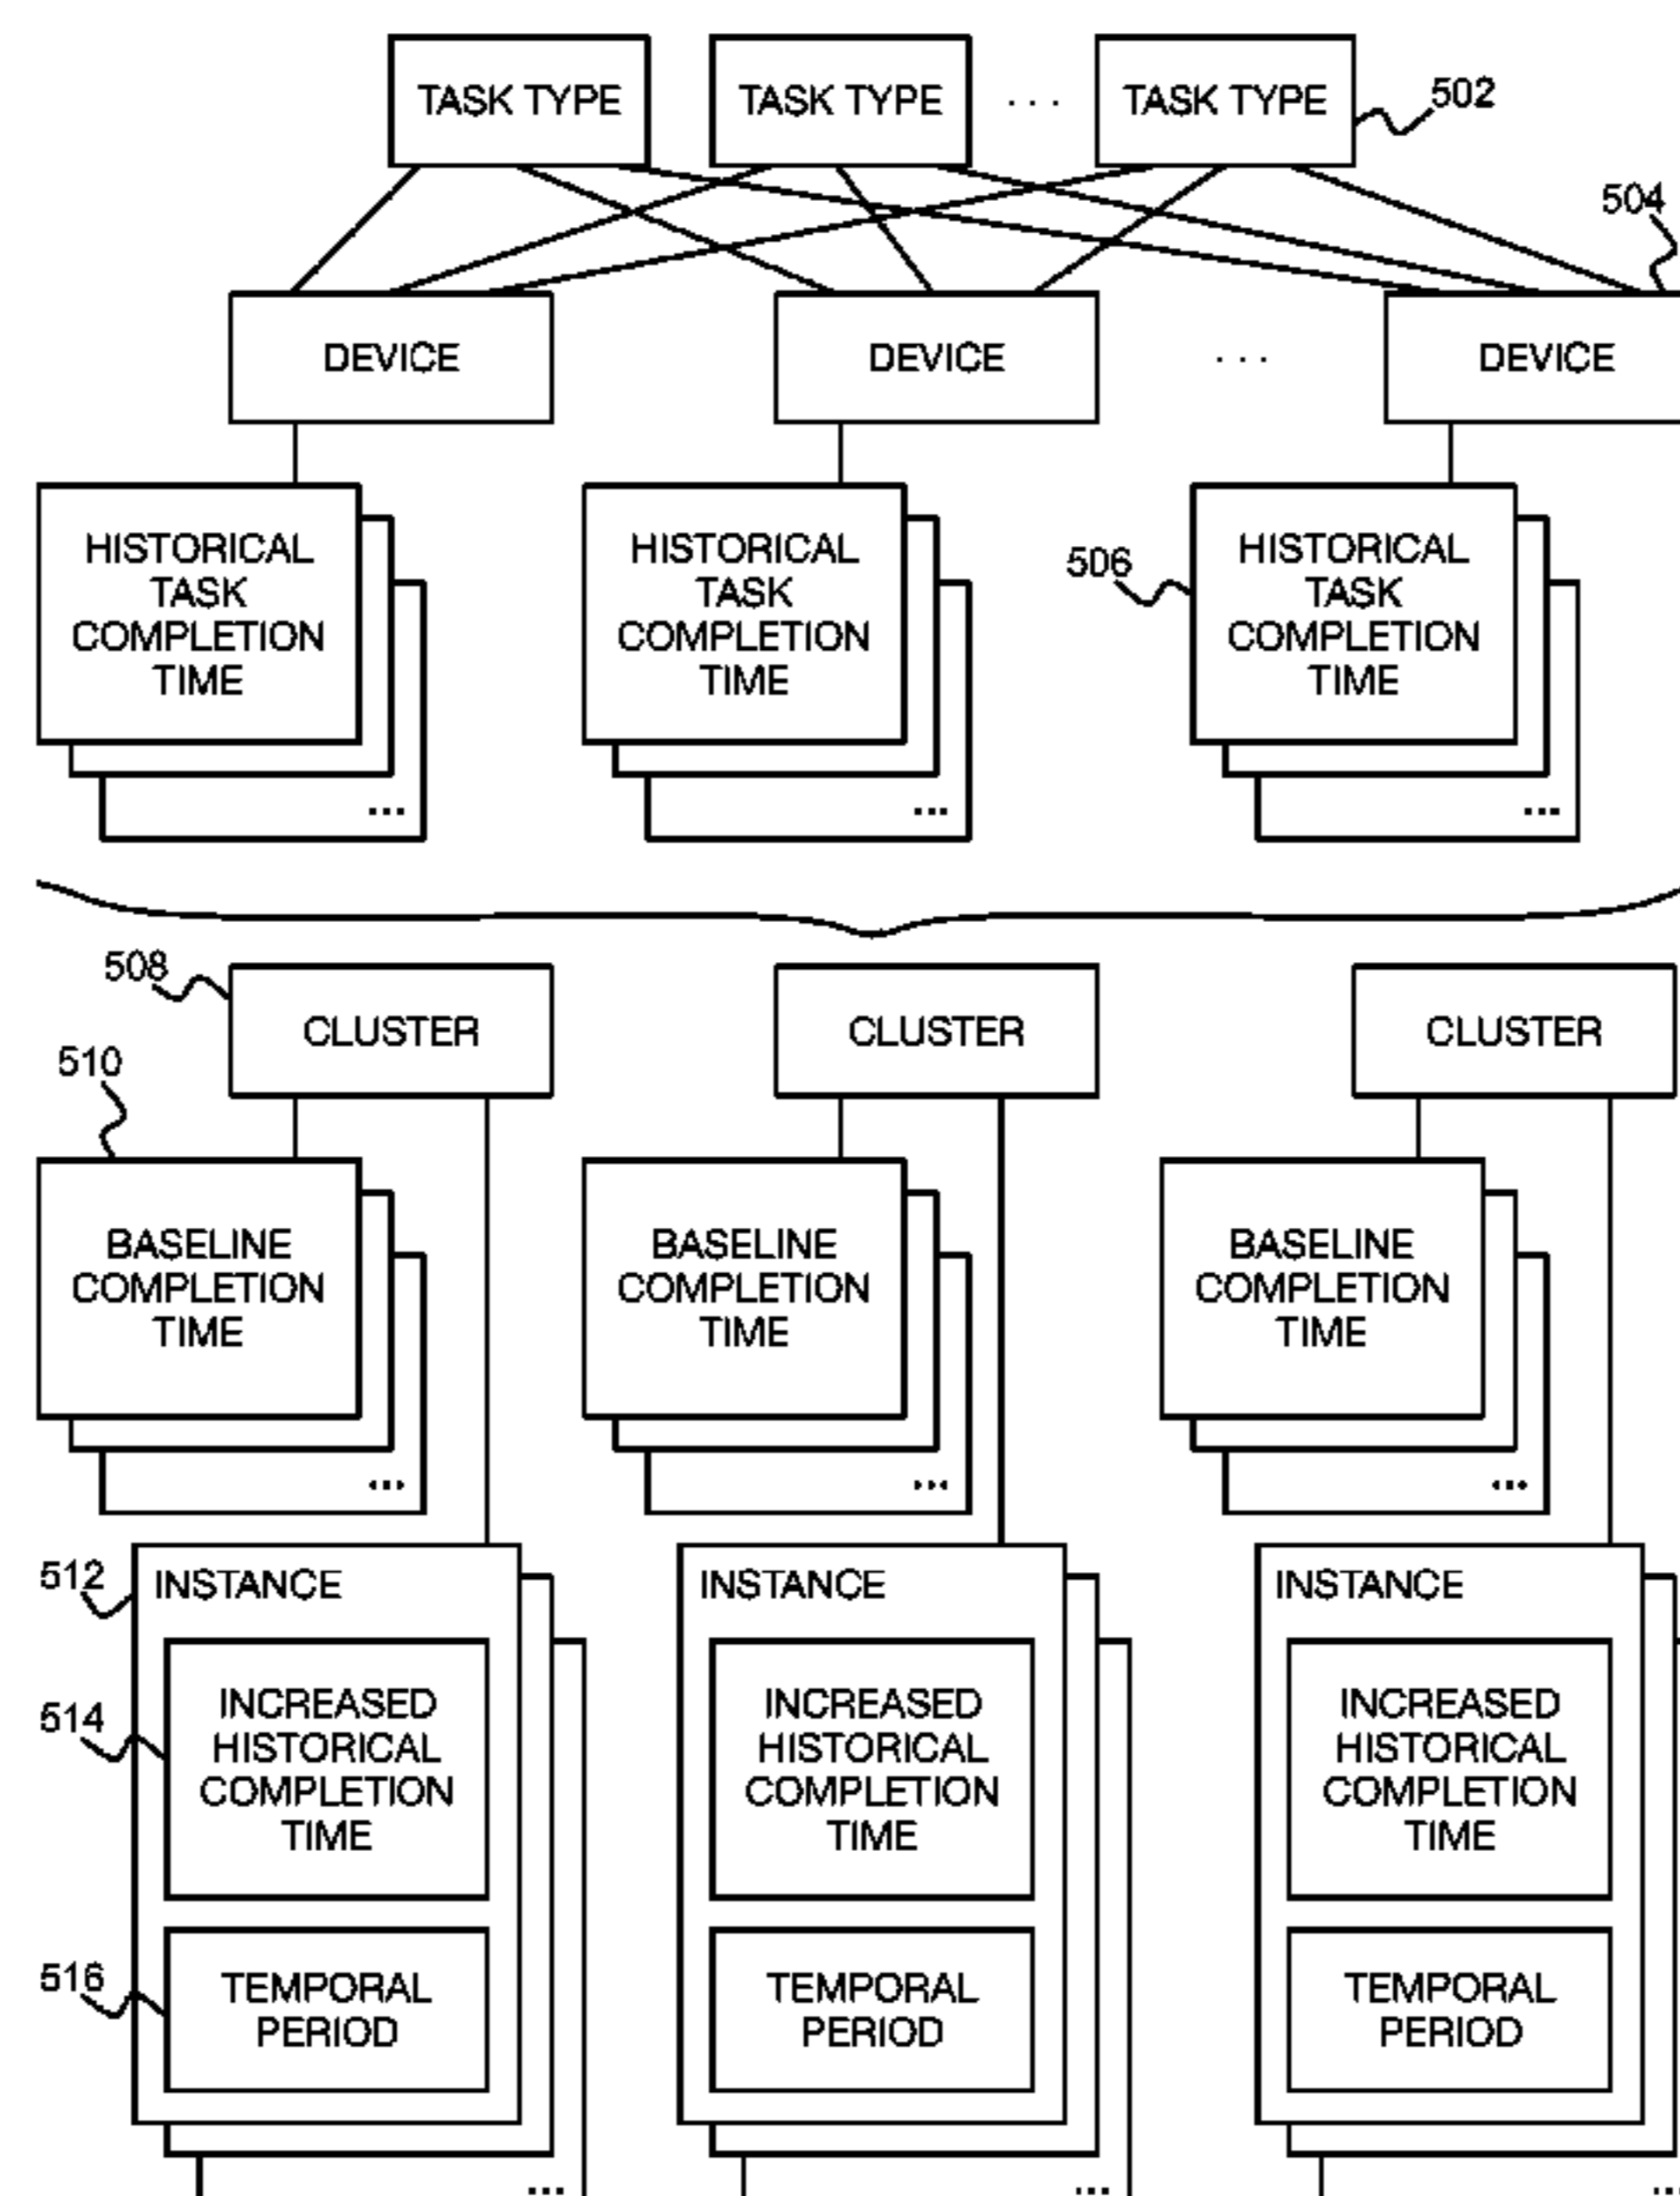 TASK TYPE
TASK TYPE
. . .
TASK TYPE
502
504
DEVICE
DEVICE
. . .
DEVICE
HISTORICAL
TASK
COMPLETION
TIME
...
HISTORICAL
TASK
COMPLETION
TIME
...
506
HISTORICAL
TASK
COMPLETION
TIME
...
508
CLUSTER
CLUSTER
CLUSTER
510
BASELINE
COMPLETION
TIME
...
BASELINE
COMPLETION
TIME
...
BASELINE
COMPLETION
TIME
...
512
INSTANCE
514
INCREASED
HISTORICAL
COMPLETION
TIME
516
TEMPORAL
PERIOD
...
INSTANCE
INCREASED
HISTORICAL
COMPLETION
TIME
TEMPORAL
PERIOD
...
INSTANCE
INCREASED
HISTORICAL
COMPLETION
TIME
TEMPORAL
PERIOD
...